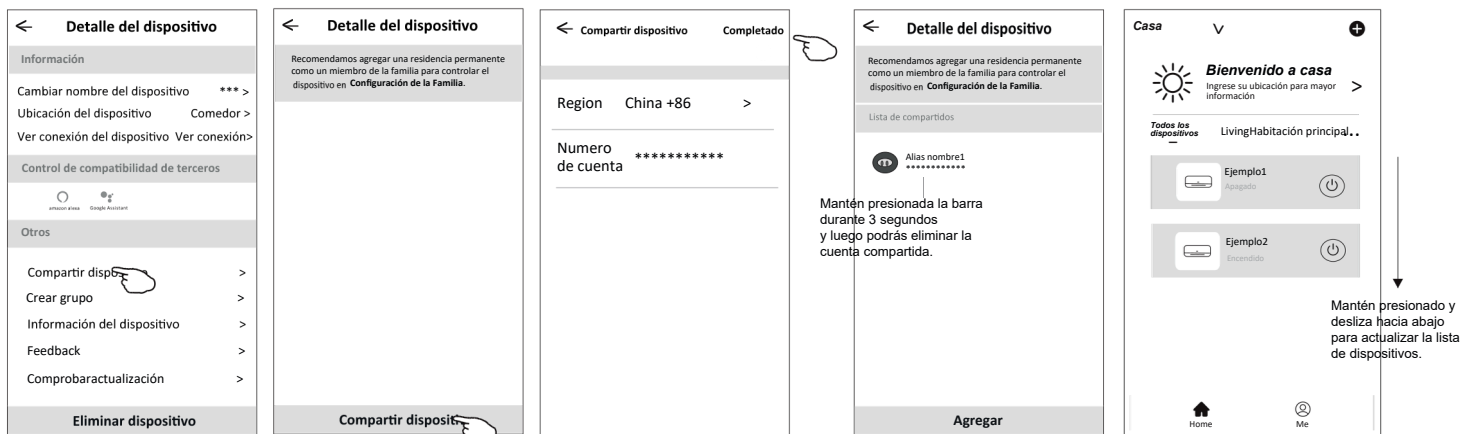 Detalle del dispositivo
Información
Cambiar nombre del dispositivo *** >
Ubicación del dispositivo Comedor >
Ver conexión del dispositivo Ver conexión>
Control de compatibilidad de terceros
amazon alexa Google Assistant
Otros
Compartir dispo
Crear grupo >
Información del dispositivo >
Feedback >
Comprobaractualización >
Eliminar dispositivo
Detalle del dispositivo
Recomendamos agregar una residencia permanente
como un miembro de la familia para controlar el
dispositivo en Configuración de la Familia.
Compartir disposit
Compartir dispositivo Completado
Region China +86 >
Numero
de cuenta ***********
Detalle del dispositivo
Recomendamos agregar una residencia permanente
como un miembro de la familia para controlar el
dispositivo en Configuración de la Familia.
Lista de compartidos
Alias nombre1
************
Mantén presionada la barra
durante 3 segundos
y luego podrás eliminar la
cuenta compartida.
Agregar
Casa
Bienvenido a casa
Ingrese su ubicación para mayor >
información
Todos los
dispositivos LivingHabitación principal..
Ejemplo1
Apagado
Ejemplo2
Encendido
Mantén presionado y
desliza hacia abajo
para actualizar la lista
de dispositivos.
Home Me